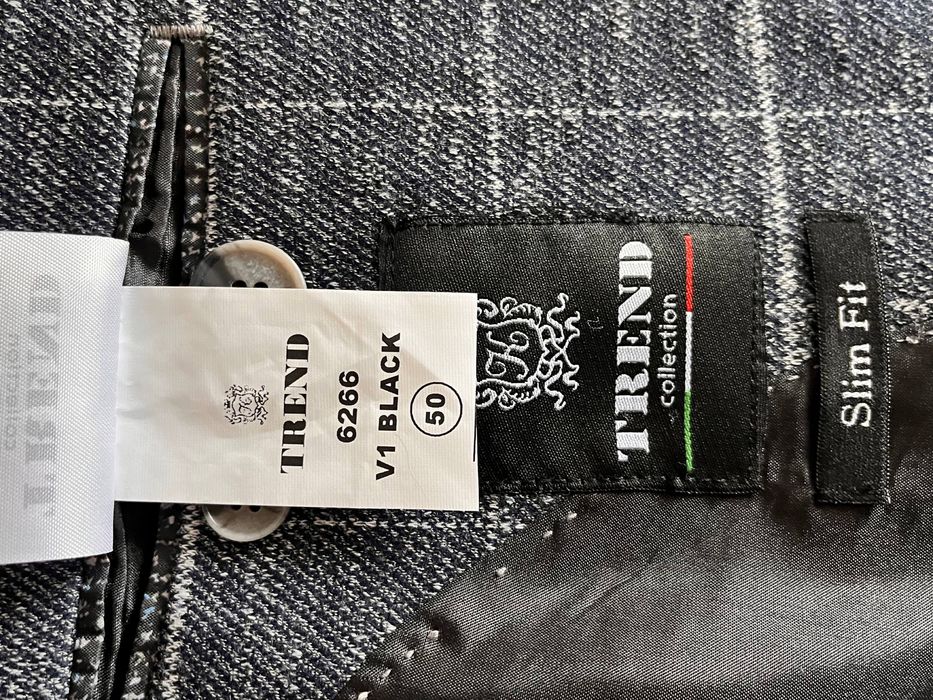 TREND
6266
V1 BLACK
50
TREND
collection
Slim Fit